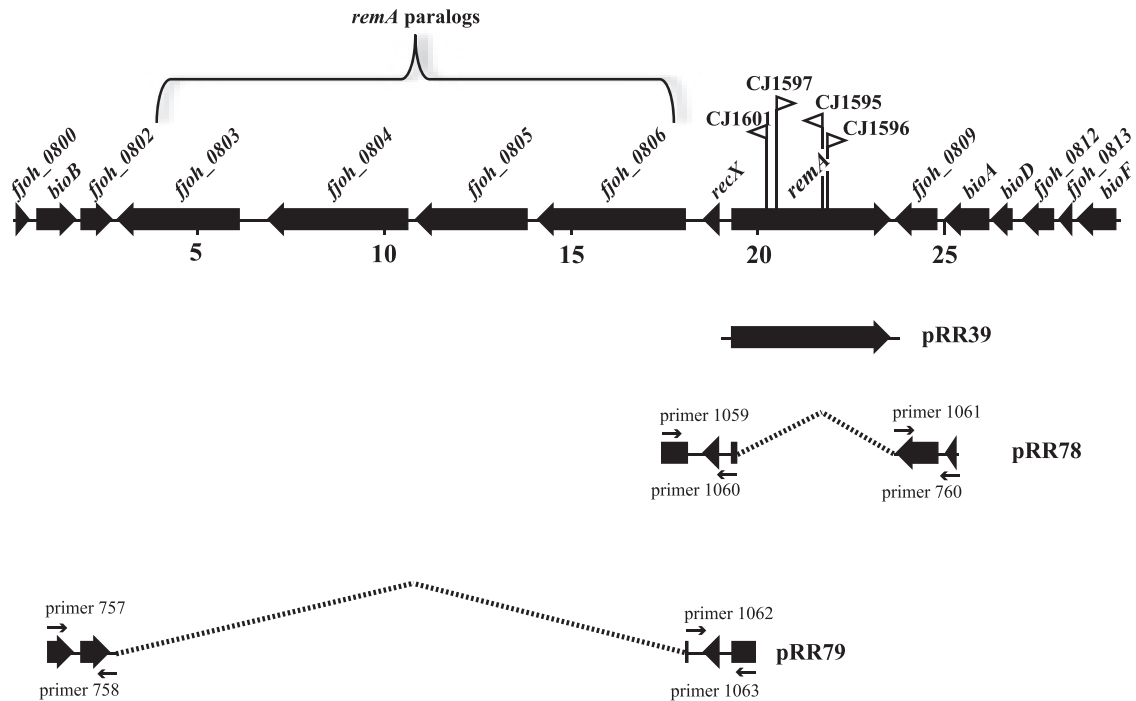 remA paralogs
CJ1597
CJ1601
CJ1595
CJ1596
fjoh_0800
bioB
fjoh_0802
fjoh_0803
fjoh_0804
fjoh_0805
fjoh_0806
recX
remA
fjoh_0809
bioA
bioD
fjoh_0812
fjoh_0813
bioF
5
10
15
20
25
pRR39
primer 1059
primer 1061
pRR78
primer 1060
primer 760
primer 757
primer 1062
pRR79
primer 758
primer 1063